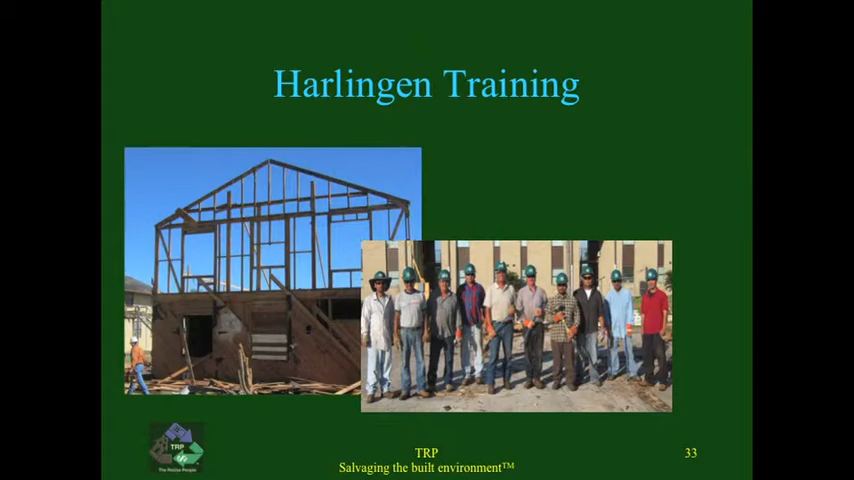 Harlingen Training
TRP
The ReUse People
TRP
Salvaging the built environment™
33